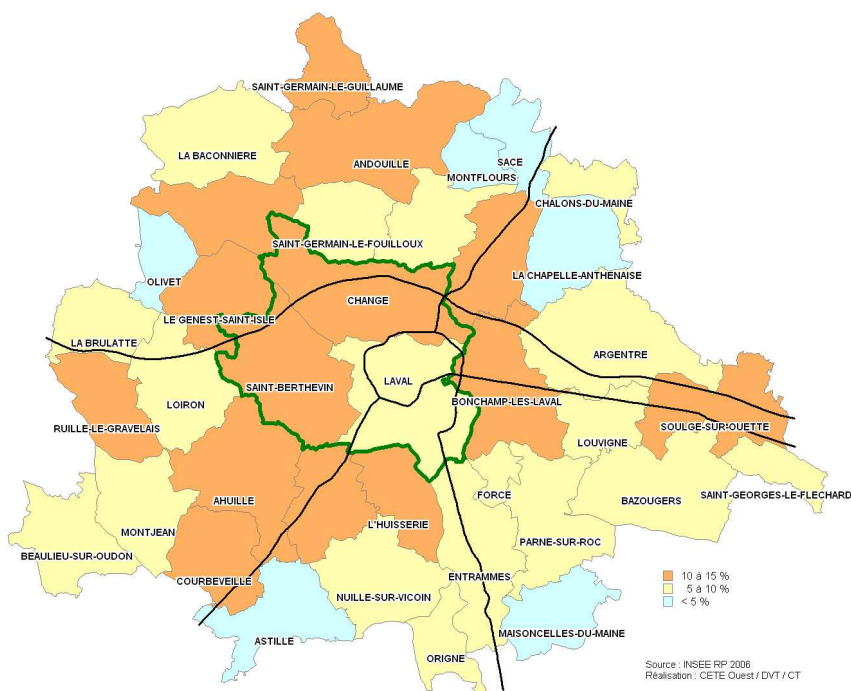 SAINT-GERMAIN-LE-GUILLAUME
LA BACONNIERE
ANDOUILLE
SACE
MONTFLOURS
CHALONS-DU-MAINE
SAINT-GERMAIN-LE-FOUILLOUX
LA CHAPELLE-ANTHENAISE
OLIVET
CHANGE
LE GENEST-SAINT-ISLE
LA BRULATTE
ARGENTRE
LAVAL
SAINT-BERTHEVIN
BONCHAMP-LES-LAVAL
LOIRON
RUILLE-LE-GRAVELAIS
SOULGE-SUR-OUETTE
LOUVIGNE
FORCE
BAZOUGERS
SAINT-GEORGES-LE-FLECHARD
AHUILLE
L'HUISSERIE
MONTJEAN
PARNE-SUR-ROC
BEAULIEU-SUR-OUDON
COURBEVEILLE
ENTRAMMES
NUILLE-SUR-VICOIN
MAISONCELLES-DU-MAINE
ASTILLE
ORIGNE
10 à 15 %
5 à 10 %
< 5 %
Source : INSEE RP 2006
Réalisation : CETE Ouest / DVT / CT